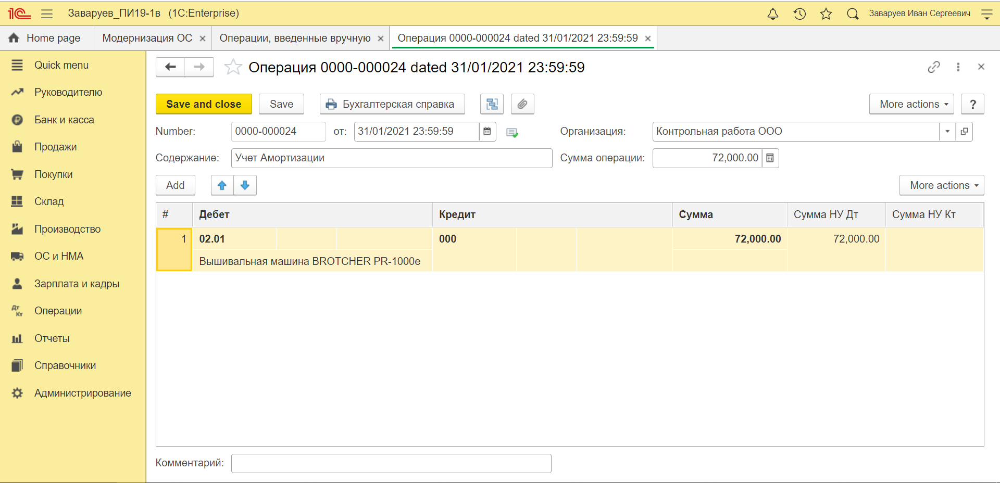 1С Заваруев_ПИ19-1в (1C:Enterprise) Заваруев Иван Сергеевич
Home page Модернизация ОС Операции, введенные вручную Операция 0000-000024 dated 31/01/2021 23:59:59
Quick menu
Руководителю
Банк и касса
Продажи
Покупки
Склад
Производство
ОС и НМА
Зарплата и кадры
Дт Кт Операции
Отчеты
Справочники
Администрирование
Операция 0000-000024 dated 31/01/2021 23:59:59
Save and close Save Бухгалтерская справка More actions ?
Number: 0000-000024 от: 31/01/2021 23:59:59 Организация: Контрольная работа ООО
Содержание: Учет Амортизации Сумма операции: 72,000.00
Add More actions
# Дебет Кредит Сумма Сумма НУ Дт Сумма НУ Кт
1 02.01 000 72,000.00 72,000.00
Вышивальная машина BROTCHER PR-1000e
Комментарий: